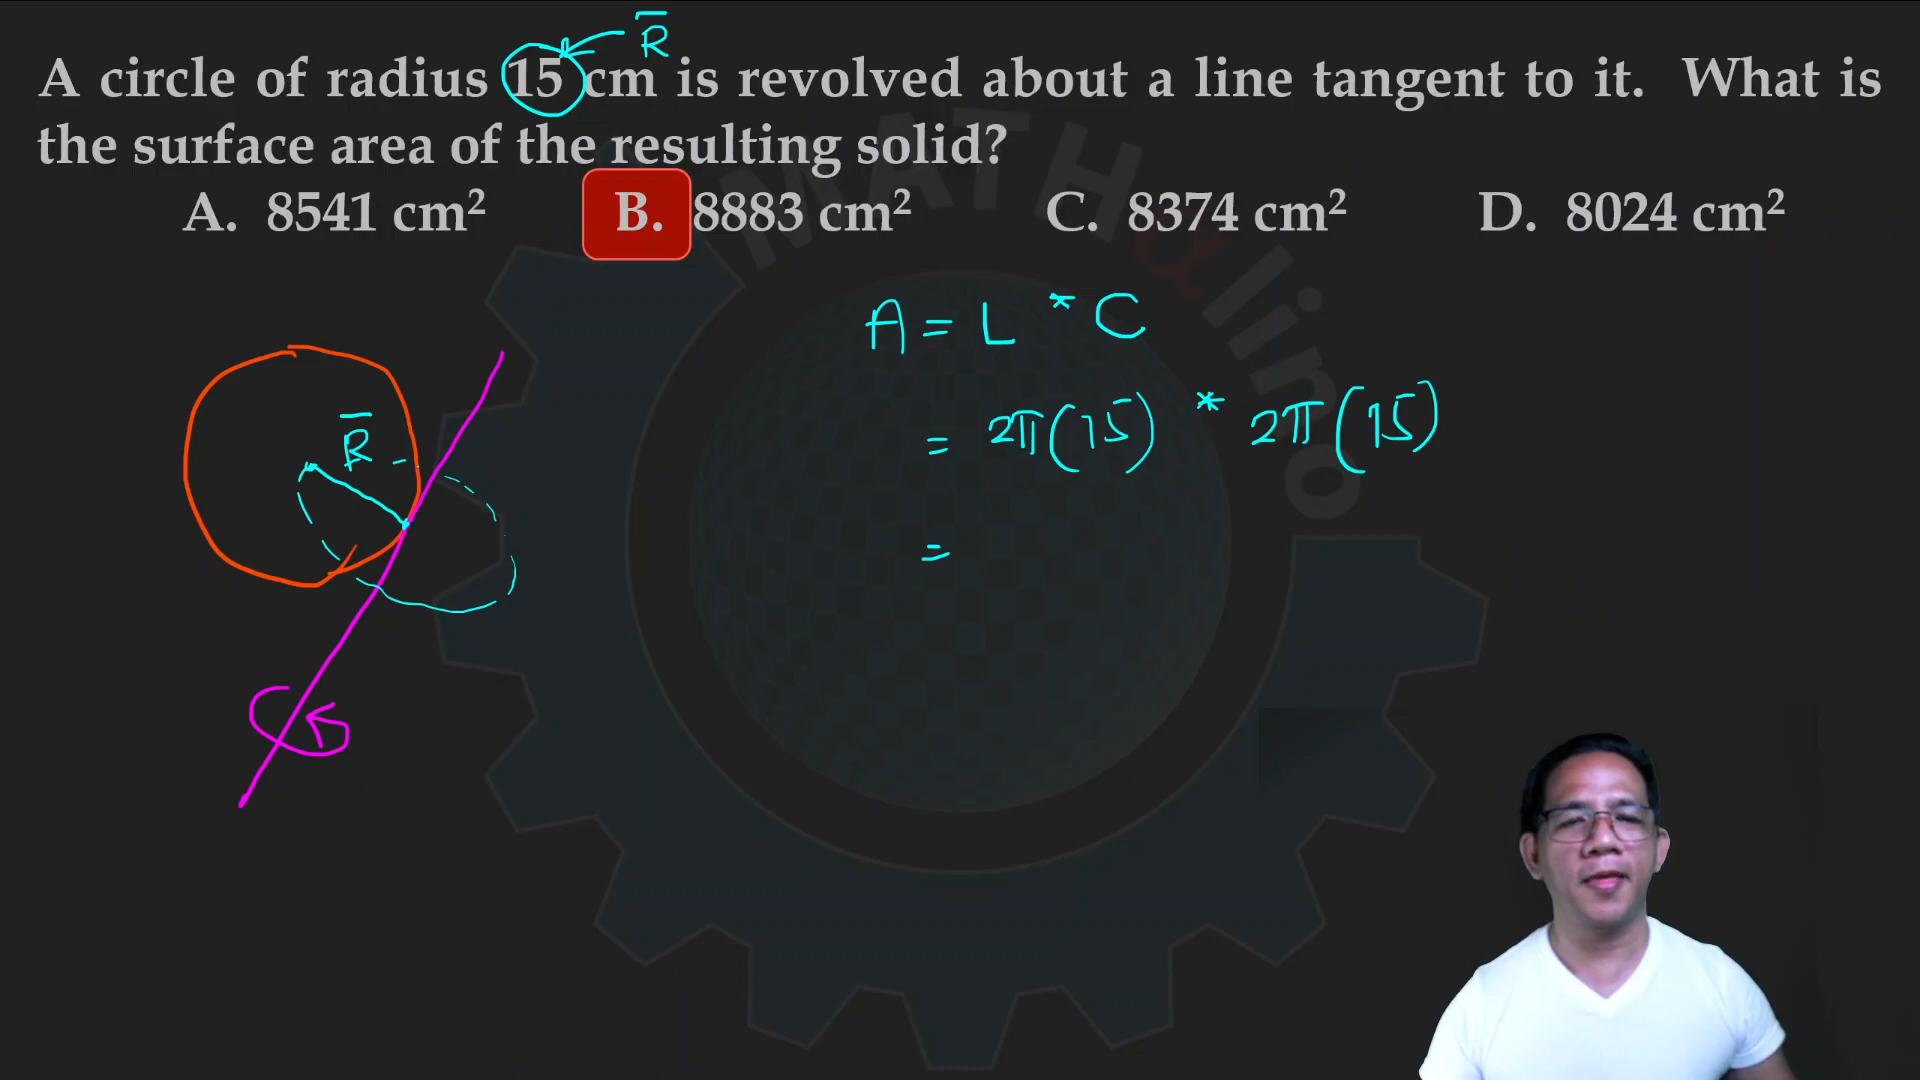 R̅
A circle of radius 15 cm is revolved about a line tangent to it. What is
the surface area of the resulting solid?
A. 8541 cm² B. 8883 cm² C. 8374 cm² D. 8024 cm²
MATHalino
A = L * C
= 2π(15) * 2π(15)
=
R̅